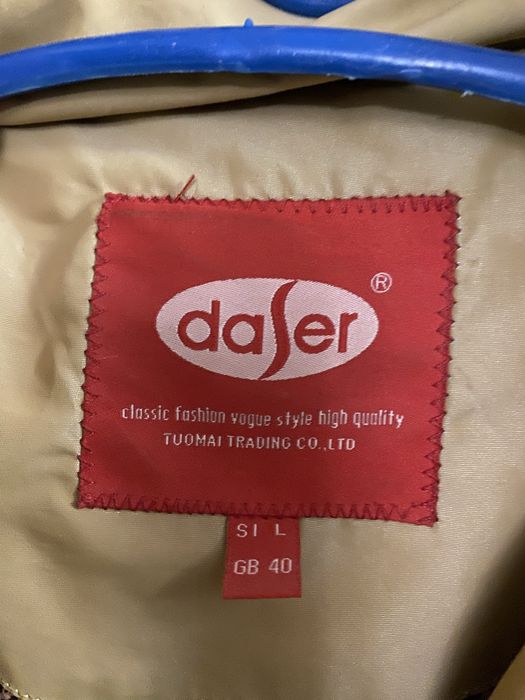 daser ®
classic fashion vogue style high quality
TUOMAI TRADING CO.,LTD
SI L
GB 40